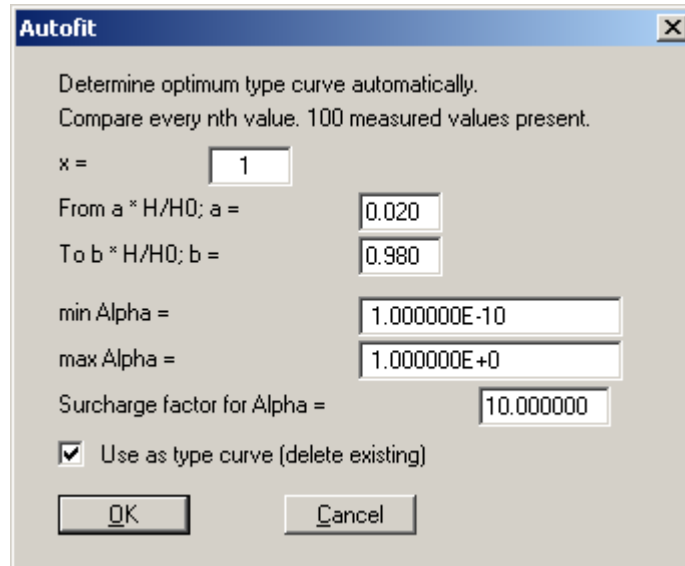 Autofit
Determine optimum type curve automatically.
Compare every nth value. 100 measured values present.
x = 1
From a * H/H0; a = 0.020
To b * H/H0; b = 0.980
min Alpha = 1.000000E-10
max Alpha = 1.000000E+0
Surcharge factor for Alpha = 10.000000
Use as type curve (delete existing)
OK Cancel